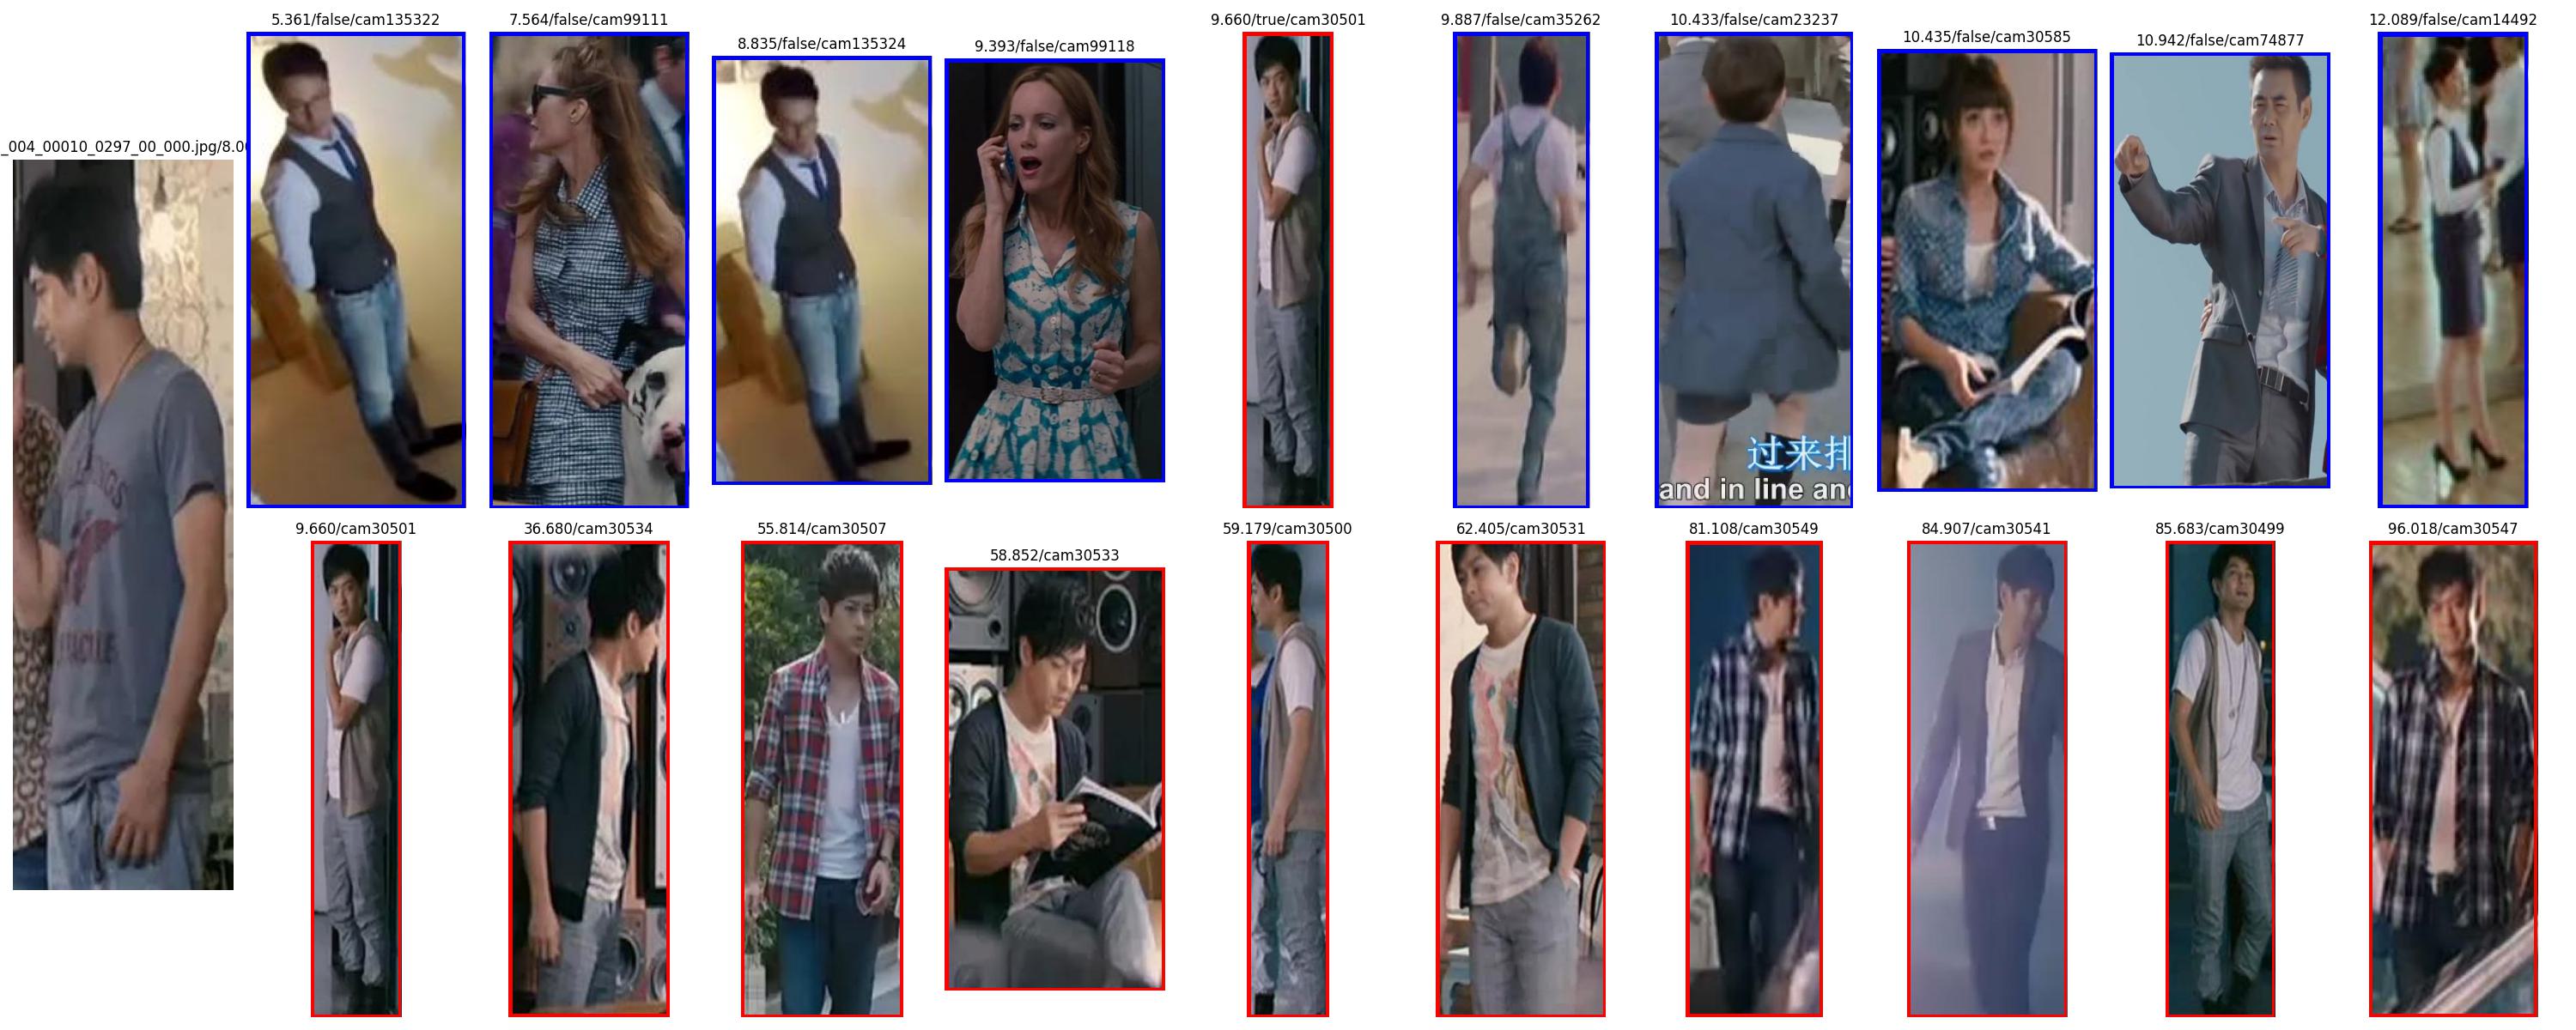 5.361/false/cam135322
7.564/false/cam99111
8.835/false/cam135324
9.393/false/cam99118
9.660/true/cam30501
9.887/false/cam35262
10.433/false/cam23237
10.435/false/cam30585
10.942/false/cam74877
12.089/false/cam14492
_004_00010_0297_00_000.jpg/8.0
过来排
and in line and
9.660/cam30501
36.680/cam30534
55.814/cam30507
58.852/cam30533
59.179/cam30500
62.405/cam30531
81.108/cam30549
84.907/cam30541
85.683/cam30499
96.018/cam30547